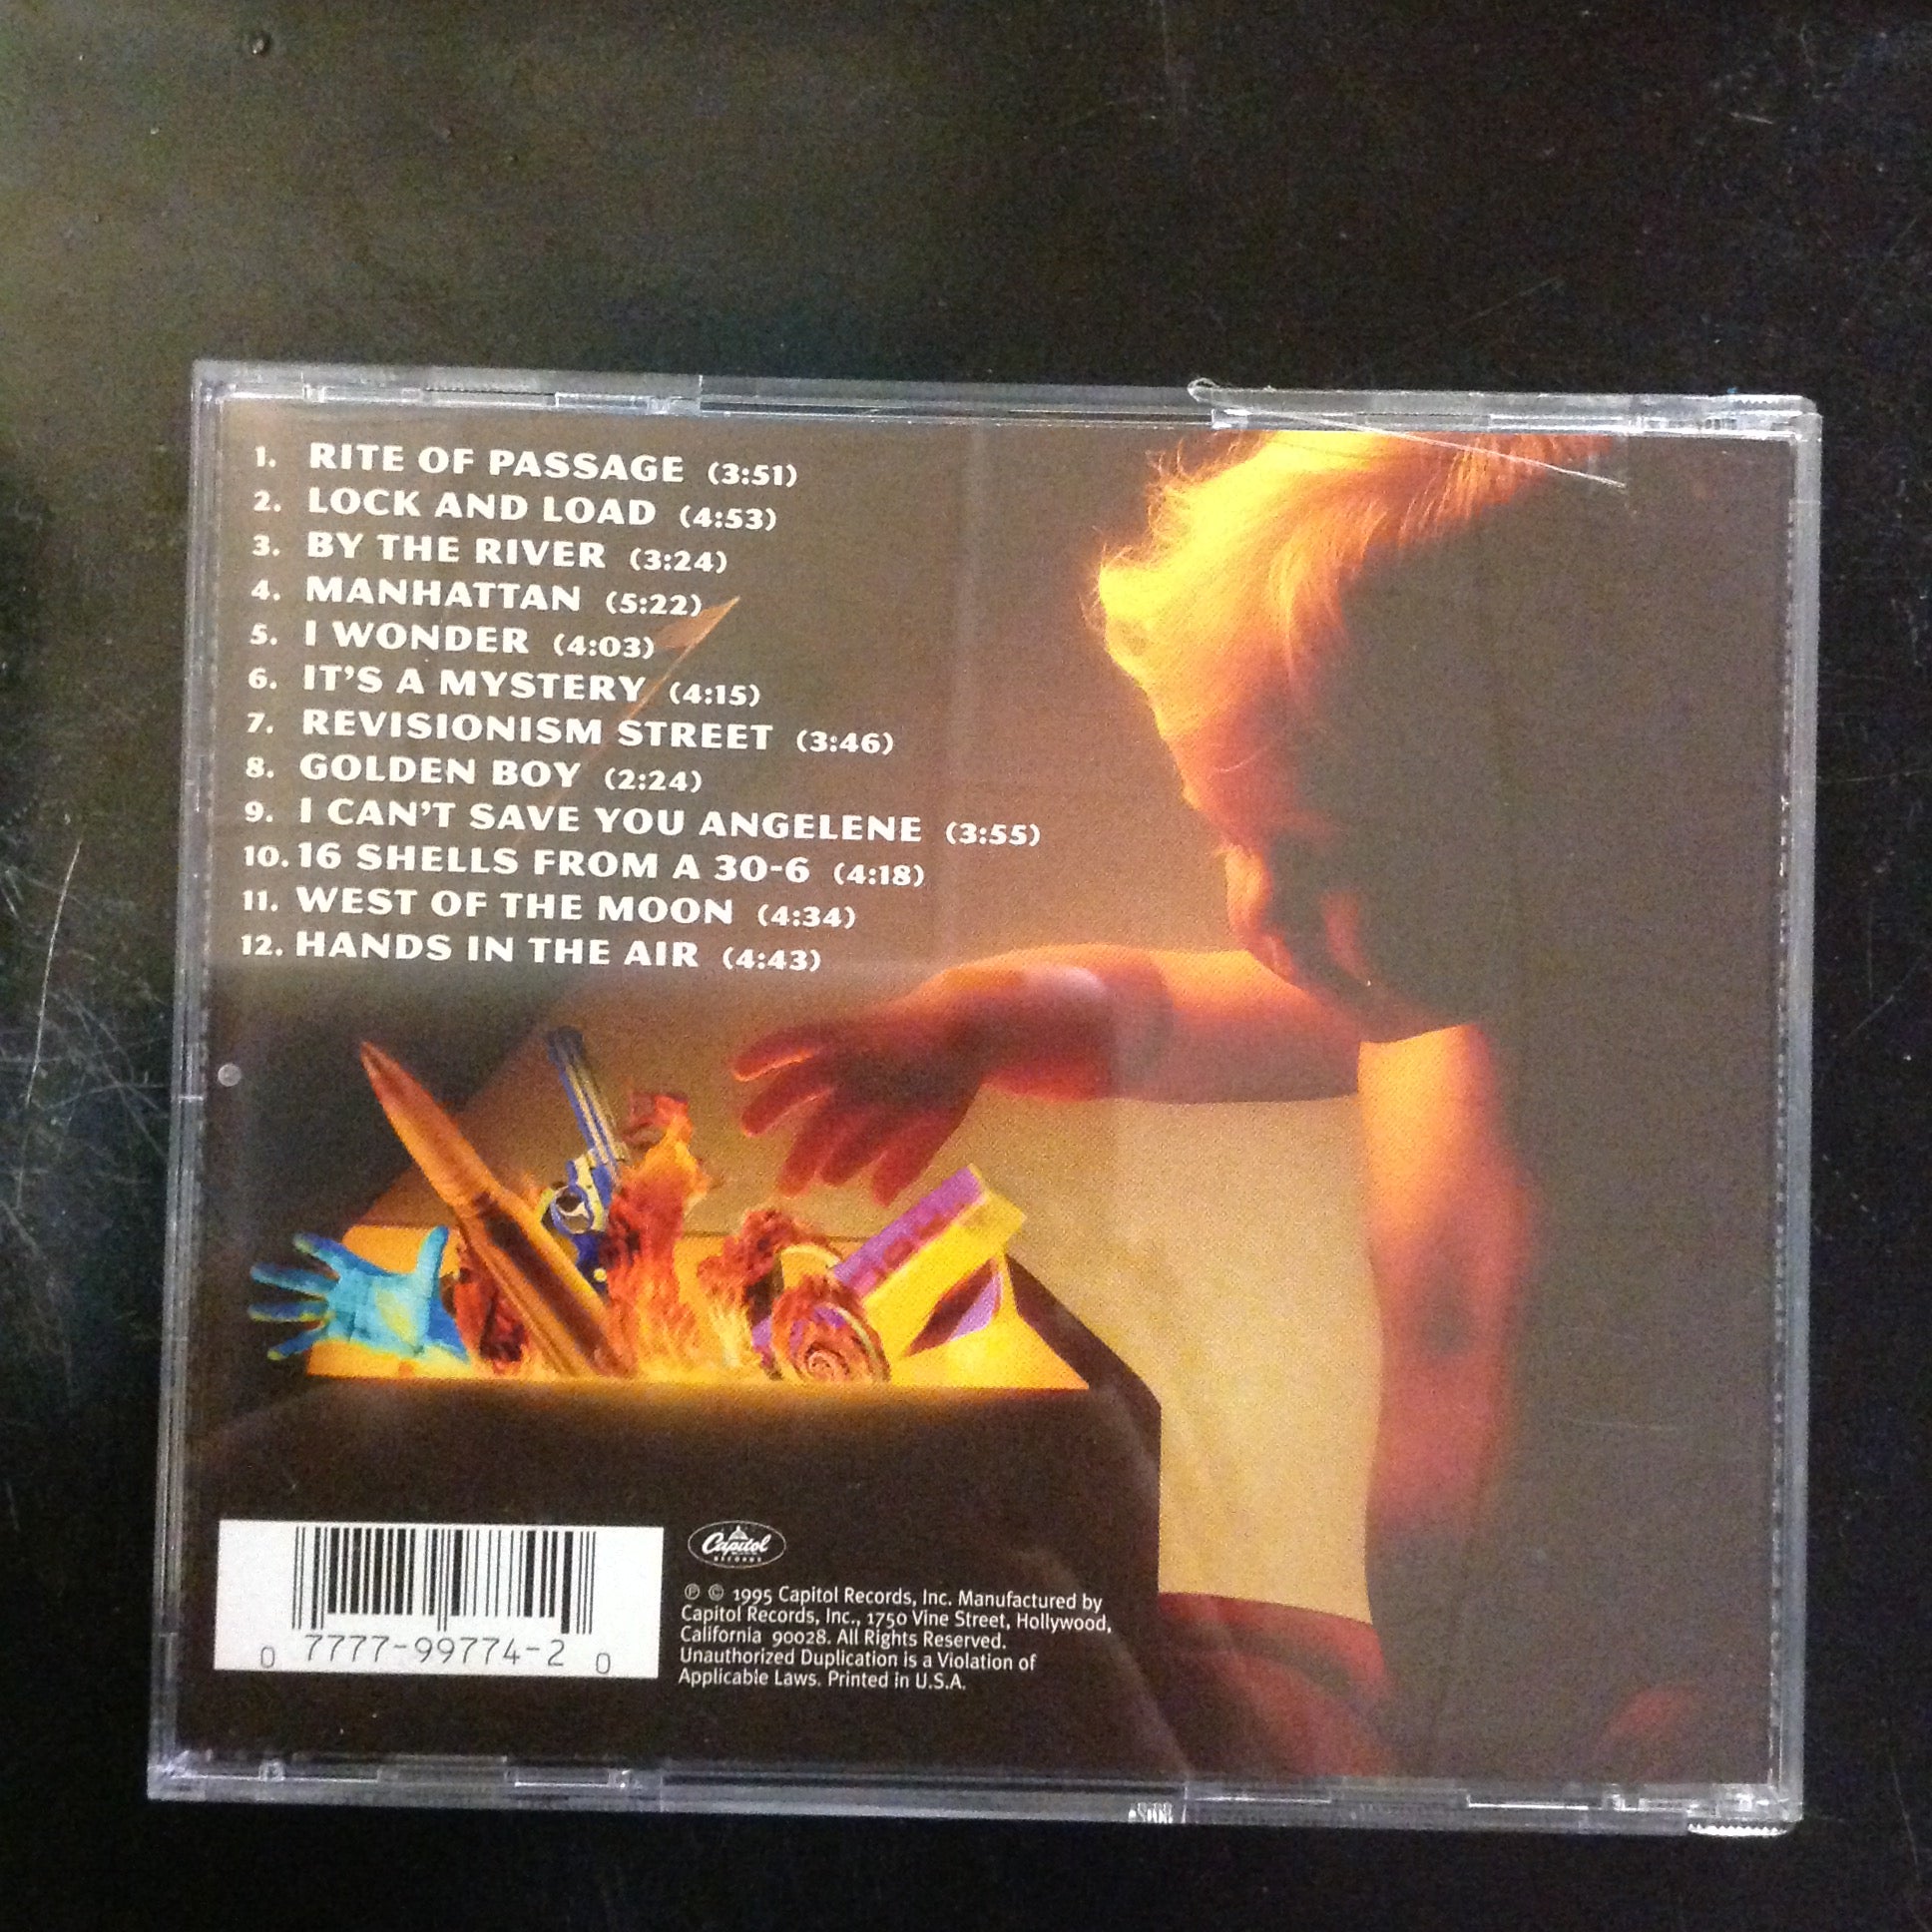 1. RITE OF PASSAGE (3:51)
2. LOCK AND LOAD (4:53)
3. BY THE RIVER (3:24)
4. MANHATTAN (5:22)
5. I WONDER (4:03)
6. IT'S A MYSTERY (4:15)
7. REVISIONISM STREET (3:46)
8. GOLDEN BOY (2:24)
9. I CAN'T SAVE YOU ANGELENE (3:55)
10. 16 SHELLS FROM A 30-6 (4:18)
11. WEST OF THE MOON (4:34)
12. HANDS IN THE AIR (4:43)
0 7777-99774-2 0
Capitol
RECORDS
℗ © 1995 Capitol Records, Inc. Manufactured by
Capitol Records, Inc., 1750 Vine Street, Hollywood,
California 90028. All Rights Reserved.
Unauthorized Duplication is a Violation of
Applicable Laws. Printed in U.S.A.